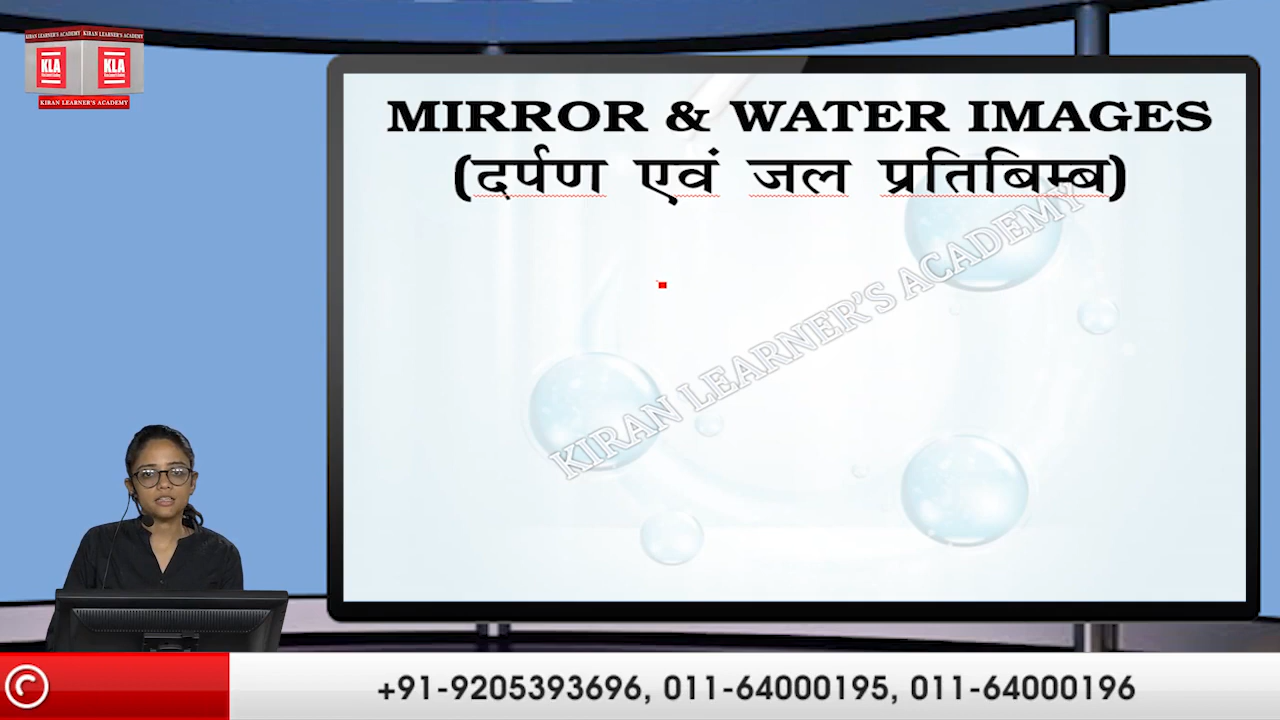 KIRAN LEARNER'S ACADEMY KIRAN LEARNER'S ACADEMY
KLA KLA
KIRAN LEARNER'S ACADEMY
MIRROR & WATER IMAGES
(दर्पण एवं जल प्रतिबिम्ब)
KIRAN LEARNER'S ACADEMY
+91-9205393696, 011-64000195, 011-64000196